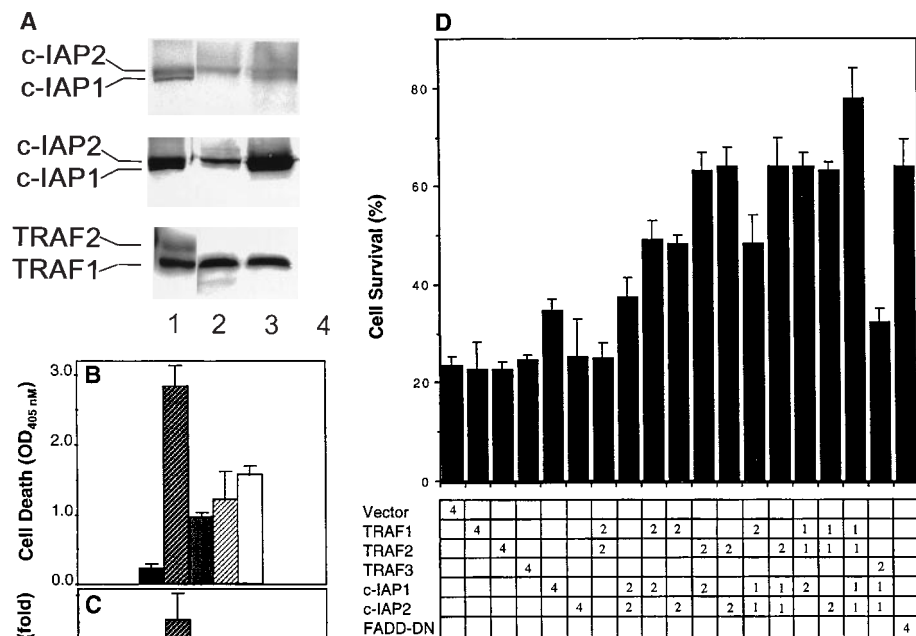 A
c-IAP2
c-IAP1
c-IAP2
c-IAP1
TRAF2
TRAF1
1 2 3 4
B
Cell Death (OD405 nM)
3.0
2.0
1.0
0.0
C
(fold)
D
Cell Survival (%)
80
60
40
20
0
Vector 4
TRAF1 4 2 2 2 2 1 1 1
TRAF2 4 2 2 2 2 1 1 1
TRAF3 4 2
c-IAP1 4 2 2 2 1 1 2 1 1
c-IAP2 4 2 2 2 1 1 2 1 1
FADD-DN 4